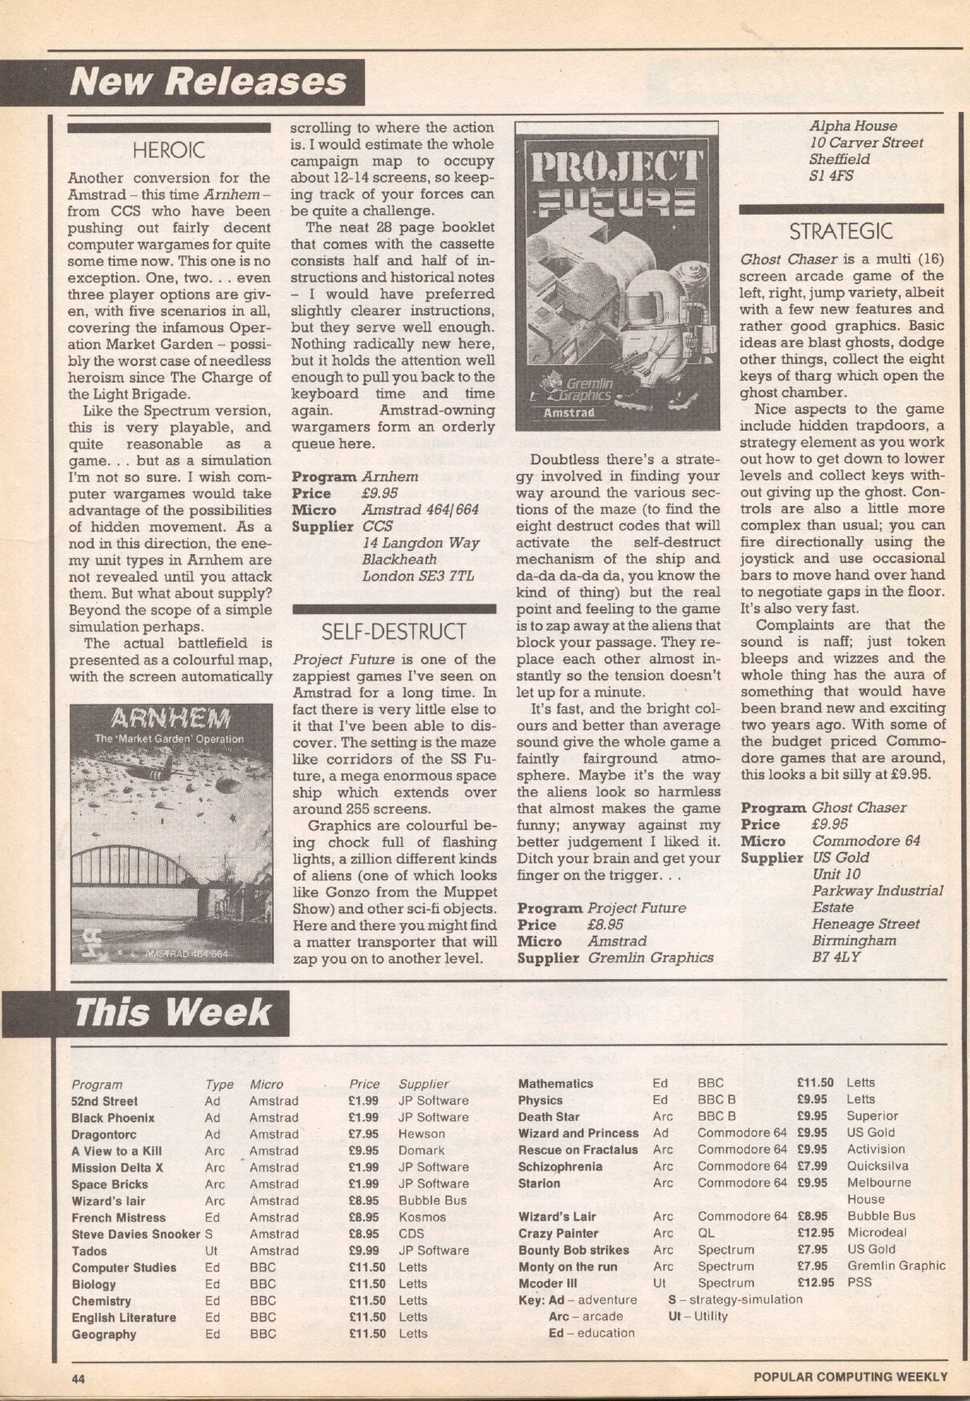 New Releases
HEROIC
Another conversion for the
Amstrad – this time Arnhem –
from CCS who have been
pushing out fairly decent
computer wargames for quite
some time now. This one is no
exception. One, two. . . even
three player options are giv-
en, with five scenarios in all,
covering the infamous Oper-
ation Market Garden – possi-
bly the worst case of needless
heroism since The Charge of
the Light Brigade.
Like the Spectrum version,
this is very playable, and
quite reasonable as a
game. . . but as a simulation
I'm not so sure. I wish com-
puter wargames would take
advantage of the possibilities
of hidden movement. As a
nod in this direction, the ene-
my unit types in Arnhem are
not revealed until you attack
them. But what about supply?
Beyond the scope of a simple
simulation perhaps.
The actual battlefield is
presented as a colourful map,
with the screen automatically
ARNHEM
The 'Market Garden' Operation
AMSTRAD 464 664
scrolling to where the action
is. I would estimate the whole
campaign map to occupy
about 12-14 screens, so keep-
ing track of your forces can
be quite a challenge.
The neat 28 page booklet
that comes with the cassette
consists half and half of in-
structions and historical notes
– I would have preferred
slightly clearer instructions,
but they serve well enough.
Nothing radically new here,
but it holds the attention well
enough to pull you back to the
keyboard time and time
again. Amstrad-owning
wargamers form an orderly
queue here.
Program Arnhem
Price £9.95
Micro Amstrad 464/664
Supplier CCS
14 Langdon Way
Blackheath
London SE3 7TL
SELF-DESTRUCT
Project Future is one of the
zappiest games I've seen on
Amstrad for a long time. In
fact there is very little else to
it that I've been able to dis-
cover. The setting is the maze
like corridors of the SS Fu-
ture, a mega enormous space
ship which extends over
around 255 screens.
Graphics are colourful be-
ing chock full of flashing
lights, a zillion different kinds
of aliens (one of which looks
like Gonzo from the Muppet
Show) and other sci-fi objects.
Here and there you might find
a matter transporter that will
zap you on to another level.
PROJECT
FUTURE
Gremlin
Graphics
Amstrad
Doubtless there's a strate-
gy involved in finding your
way around the various sec-
tions of the maze (to find the
eight destruct codes that will
activate the self-destruct
mechanism of the ship and
da-da da-da da, you know the
kind of thing) but the real
point and feeling to the game
is to zap away at the aliens that
block your passage. They re-
place each other almost in-
stantly so the tension doesn't
let up for a minute.
It's fast, and the bright col-
ours and better than average
sound give the whole game a
faintly fairground atmo-
sphere. Maybe it's the way
the aliens look so harmless
that almost makes the game
funny; anyway against my
better judgement I liked it.
Ditch your brain and get your
finger on the trigger. . .
Program Project Future
Price £8.95
Micro Amstrad
Supplier Gremlin Graphics
Alpha House
10 Carver Street
Sheffield
S1 4FS
STRATEGIC
Ghost Chaser is a multi (16)
screen arcade game of the
left, right, jump variety, albeit
with a few new features and
rather good graphics. Basic
ideas are blast ghosts, dodge
other things, collect the eight
keys of tharg which open the
ghost chamber.
Nice aspects to the game
include hidden trapdoors, a
strategy element as you work
out how to get down to lower
levels and collect keys with-
out giving up the ghost. Con-
trols are also a little more
complex than usual; you can
fire directionally using the
joystick and use occasional
bars to move hand over hand
to negotiate gaps in the floor.
It's also very fast.
Complaints are that the
sound is naff; just token
bleeps and wizzes and the
whole thing has the aura of
something that would have
been brand new and exciting
two years ago. With some of
the budget priced Commo-
dore games that are around,
this looks a bit silly at £9.95.
Program Ghost Chaser
Price £9.95
Micro Commodore 64
Supplier US Gold
Unit 10
Parkway Industrial
Estate
Heneage Street
Birmingham
B7 4LY
This Week
Program Type Micro Price Supplier
52nd Street Ad Amstrad £1.99 JP Software
Black Phoenix Ad Amstrad £1.99 JP Software
Dragontorc Ad Amstrad £7.95 Hewson
A View to a Kill Arc Amstrad £9.95 Domark
Mission Delta X Arc Amstrad £1.99 JP Software
Space Bricks Arc Amstrad £1.99 JP Software
Wizard's lair Arc Amstrad £8.95 Bubble Bus
French Mistress Ed Amstrad £8.95 Kosmos
Steve Davies Snooker S Amstrad £8.95 CDS
Tados Ut Amstrad £9.99 JP Software
Computer Studies Ed BBC £11.50 Letts
Biology Ed BBC £11.50 Letts
Chemistry Ed BBC £11.50 Letts
English Literature Ed BBC £11.50 Letts
Geography Ed BBC £11.50 Letts
Mathematics Ed BBC £11.50 Letts
Physics Ed BBC B £9.95 Letts
Death Star Arc BBC B £9.95 Superior
Wizard and Princess Ad Commodore 64 £9.95 US Gold
Rescue on Fractalus Arc Commodore 64 £9.95 Activision
Schizophrenia Arc Commodore 64 £7.99 Quicksilva
Starion Arc Commodore 64 £9.95 Melbourne
House
Wizard's Lair Arc Commodore 64 £8.95 Bubble Bus
Crazy Painter Arc QL £12.95 Microdeal
Bounty Bob strikes Arc Spectrum £7.95 US Gold
Monty on the run Arc Spectrum £7.95 Gremlin Graphic
Mcoder III Ut Spectrum £12.95 PSS
Key: Ad – adventure S – strategy-simulation
Arc – arcade Ut – Utility
Ed – education
44
POPULAR COMPUTING WEEKLY